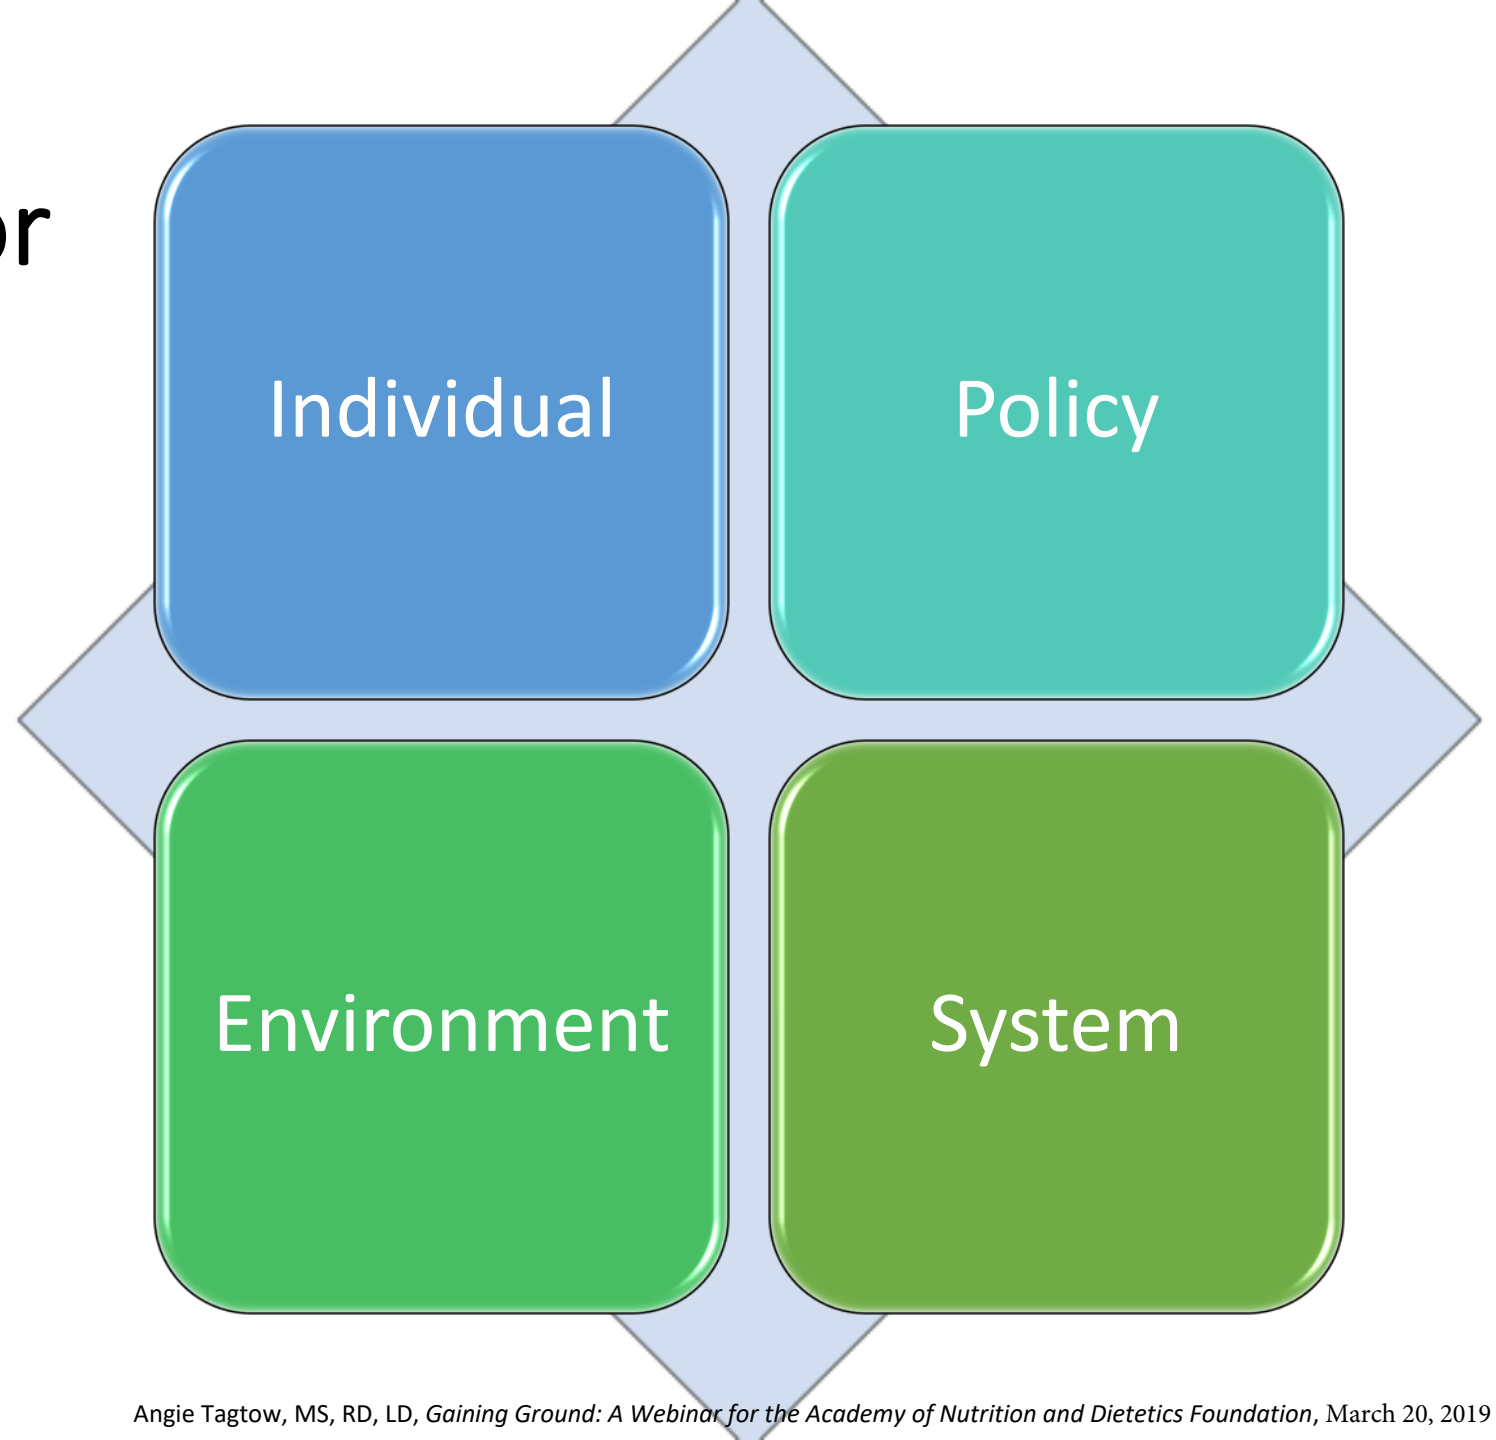 or
Individual
Policy
Environment
System
Angie Tagtow, MS, RD, LD, Gaining Ground: A Webinar for the Academy of Nutrition and Dietetics Foundation, March 20, 2019